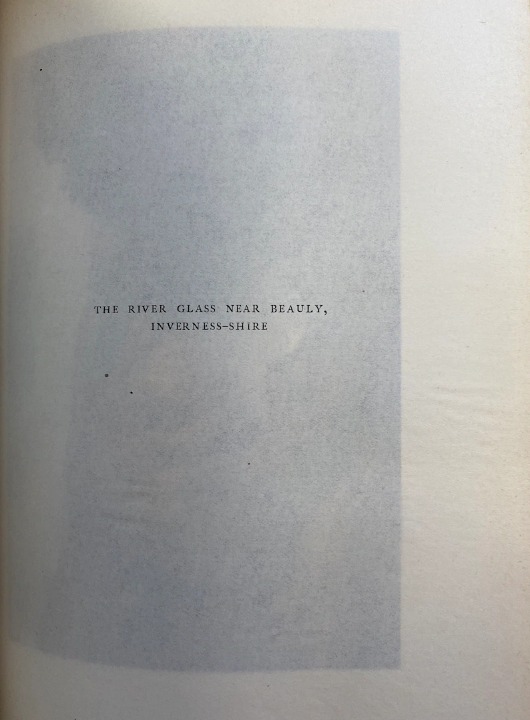 THE RIVER GLASS NEAR BEAULY,
INVERNESS–SHIRE